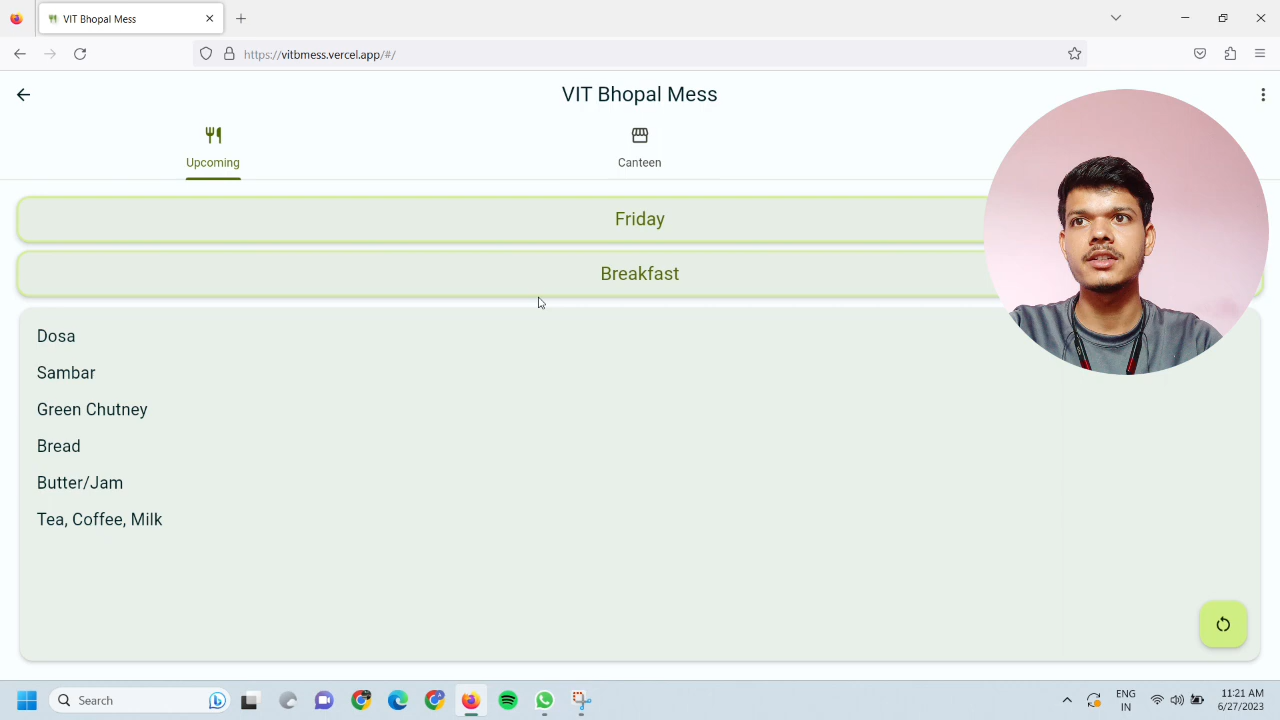 VIT Bhopal Mess
https://vitbmess.vercel.app/#/
VIT Bhopal Mess
Upcoming
Canteen
Friday
Breakfast
Dosa
Sambar
Green Chutney
Bread
Butter/Jam
Tea, Coffee, Milk
Search
ENG
IN
11:21 AM
6/27/2023